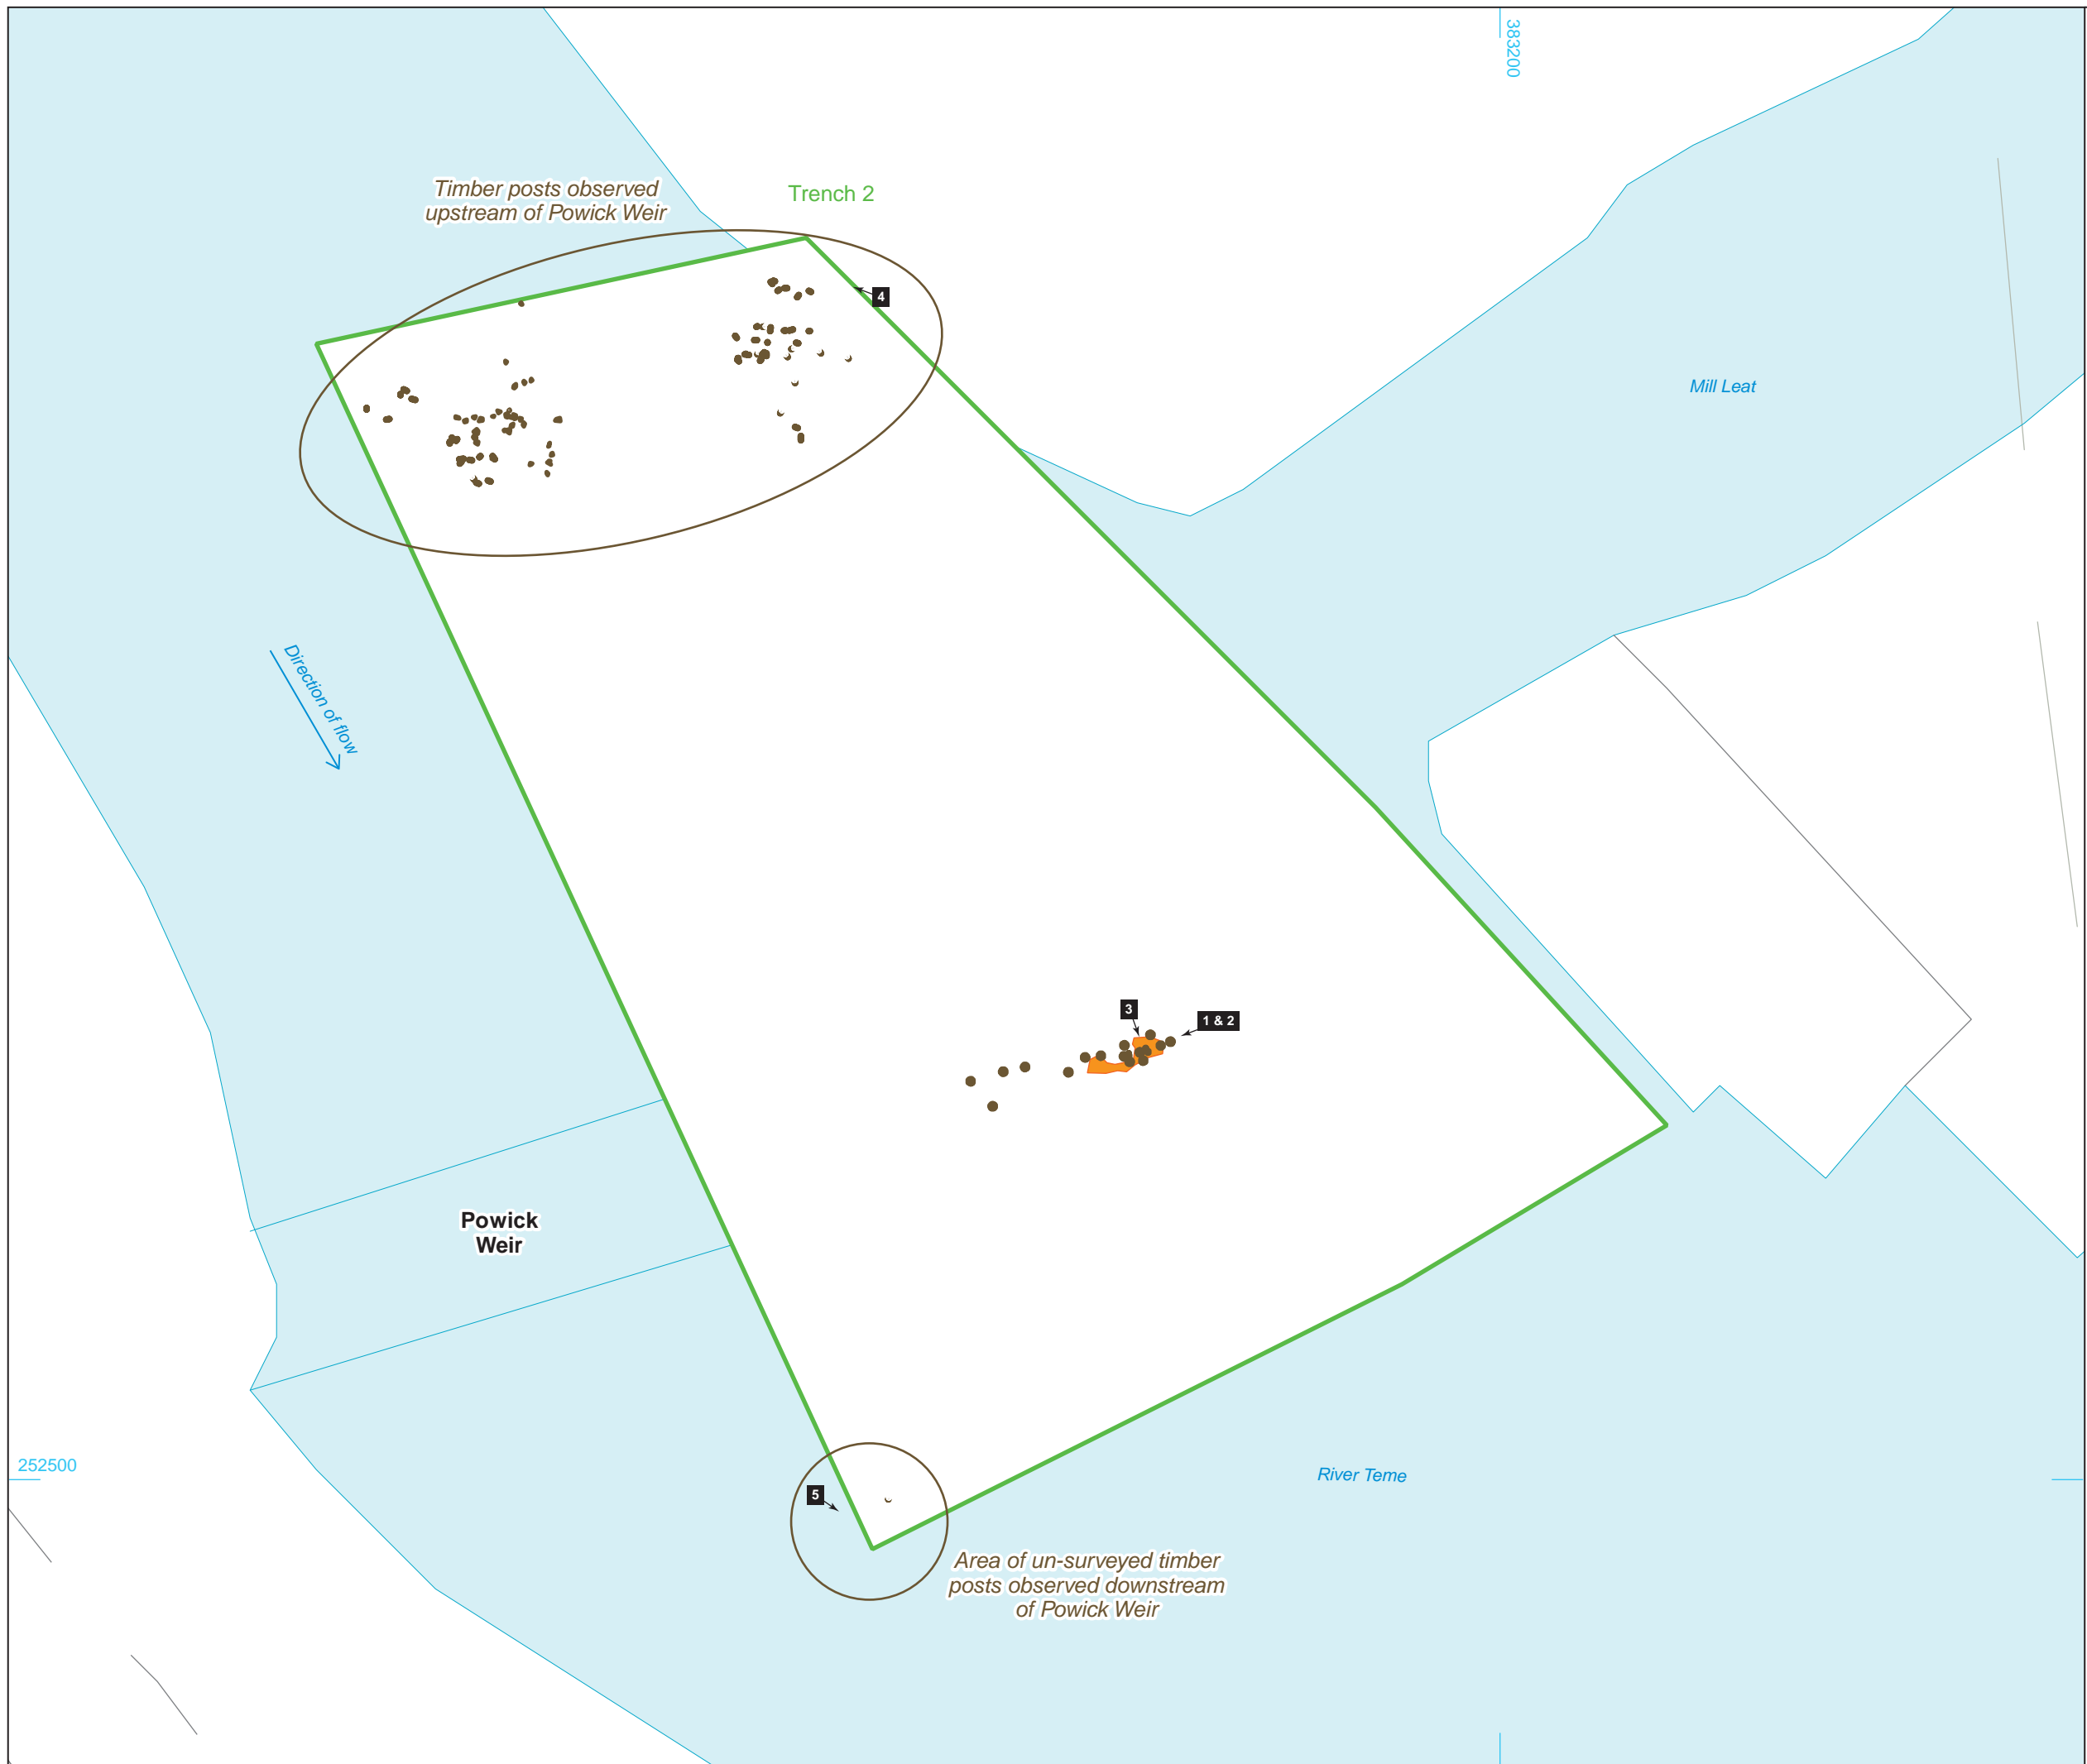 383200
Timber posts observed
upstream of Powick Weir
Trench 2
4
Mill Leat
Direction of flow
3
1 & 2
Powick
Weir
252500
River Teme
5
Area of un-surveyed timber
posts observed downstream
of Powick Weir